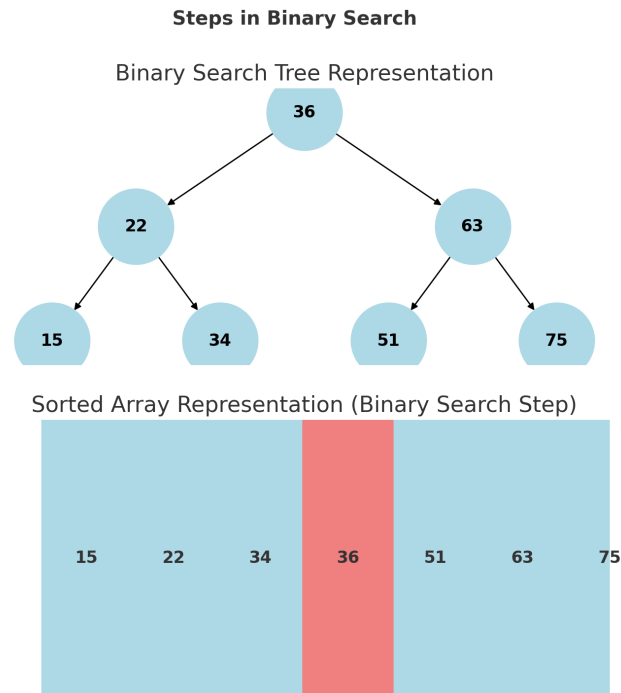 Steps in Binary Search
Binary Search Tree Representation
36
22 63
15 34 51 75
Sorted Array Representation (Binary Search Step)
15 22 34 36 51 63 75